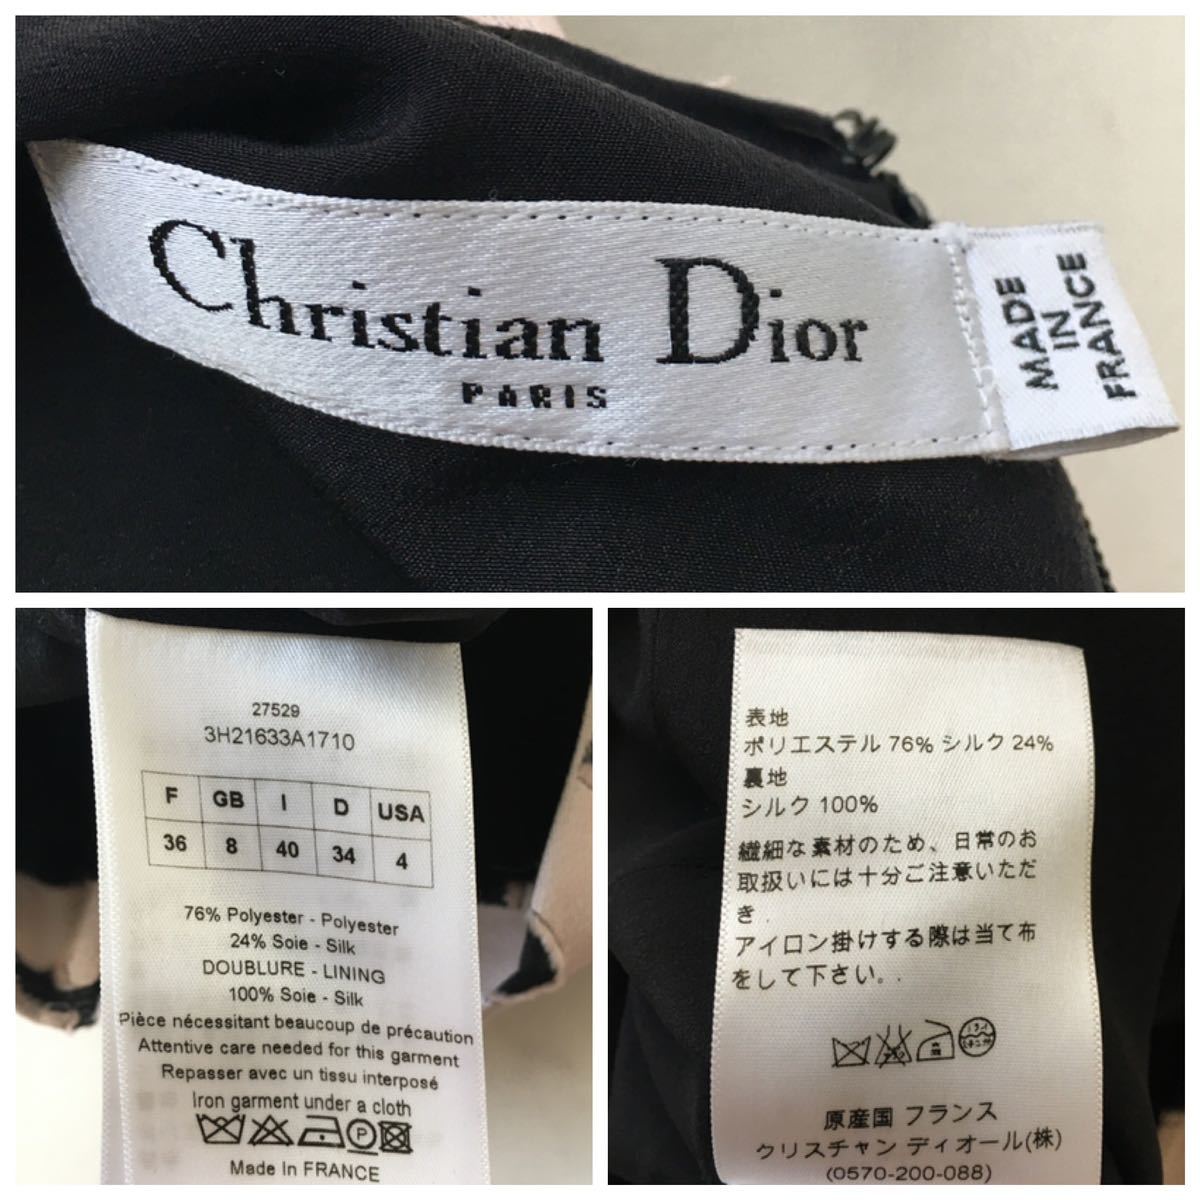 Christian Dior
PARIS
MADE
IN
FRANCE
27529
3H21633A1710
F GB I D USA
36 8 40 34 4
76% Polyester - Polyester
24% Soie - Silk
DOUBLURE - LINING
100% Soie - Silk
Pièce nécessitant beaucoup de précaution
Attentive care needed for this garment
Repasser avec un tissu interposé
Iron garment under a cloth
P
Made In FRANCE
表地
ポリエステル 76% シルク 24%
裏地
シルク 100%
繊細な素材のため、日常のお
取扱いには十分ご注意いただ
き.
アイロン掛けする際は当て布
をして下さい。.
原産国 フランス
クリスチャン ディオール(株)
(0570-200-088)